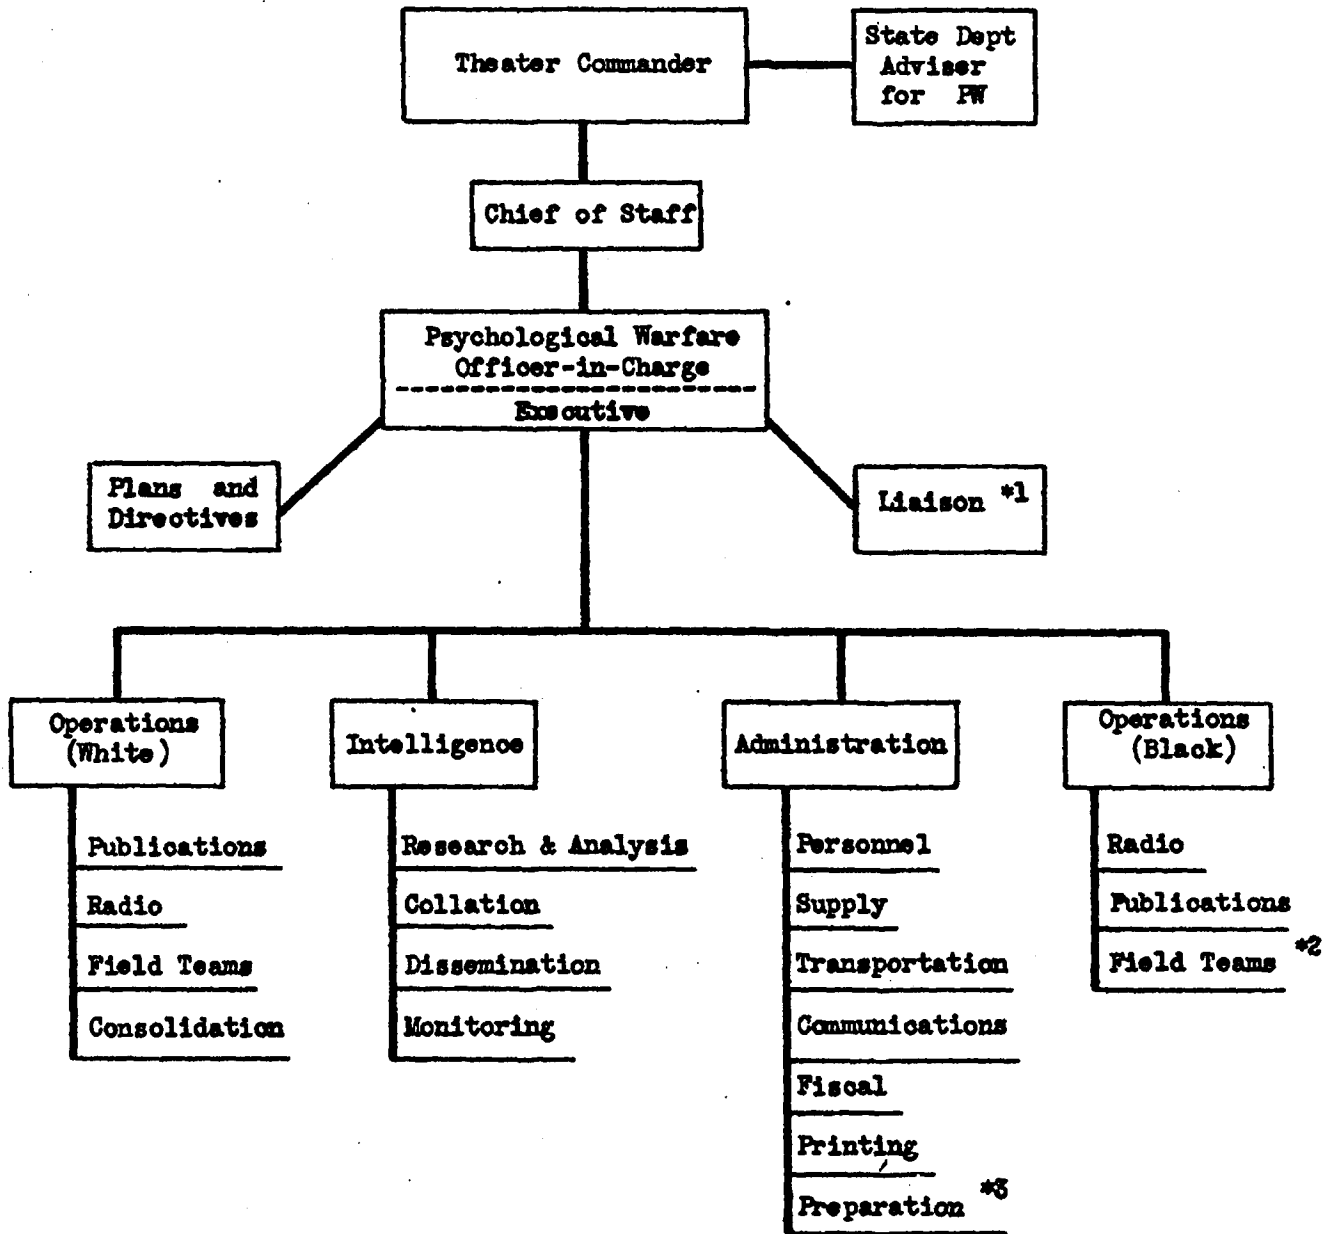 Theater Commander
State Dept
Adviser
for PW
Chief of Staff
Psychological Warfare
Officer-in-Charge
Executive
Plans and
Directives
Liaison *1
Operations
(White)
Publications
Radio
Field Teams
Consolidation
Intelligence
Research & Analysis
Collation
Dissemination
Monitoring
Administration
Personnel
Supply
Transportation
Communications
Fiscal
Printing
Preparation *3
Operations
(Black)
Radio
Publications
Field Teams *2